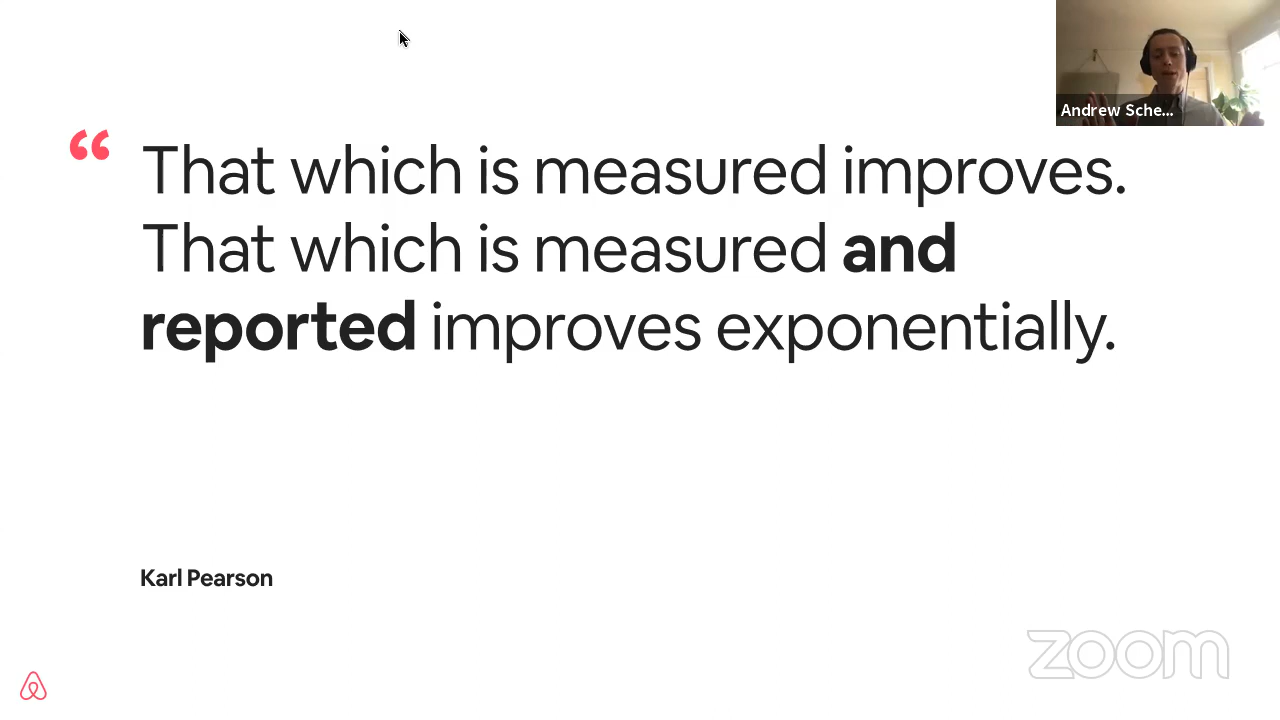 Andrew Sche...
“
That which is measured improves.
That which is measured and
reported improves exponentially.
Karl Pearson
zoom